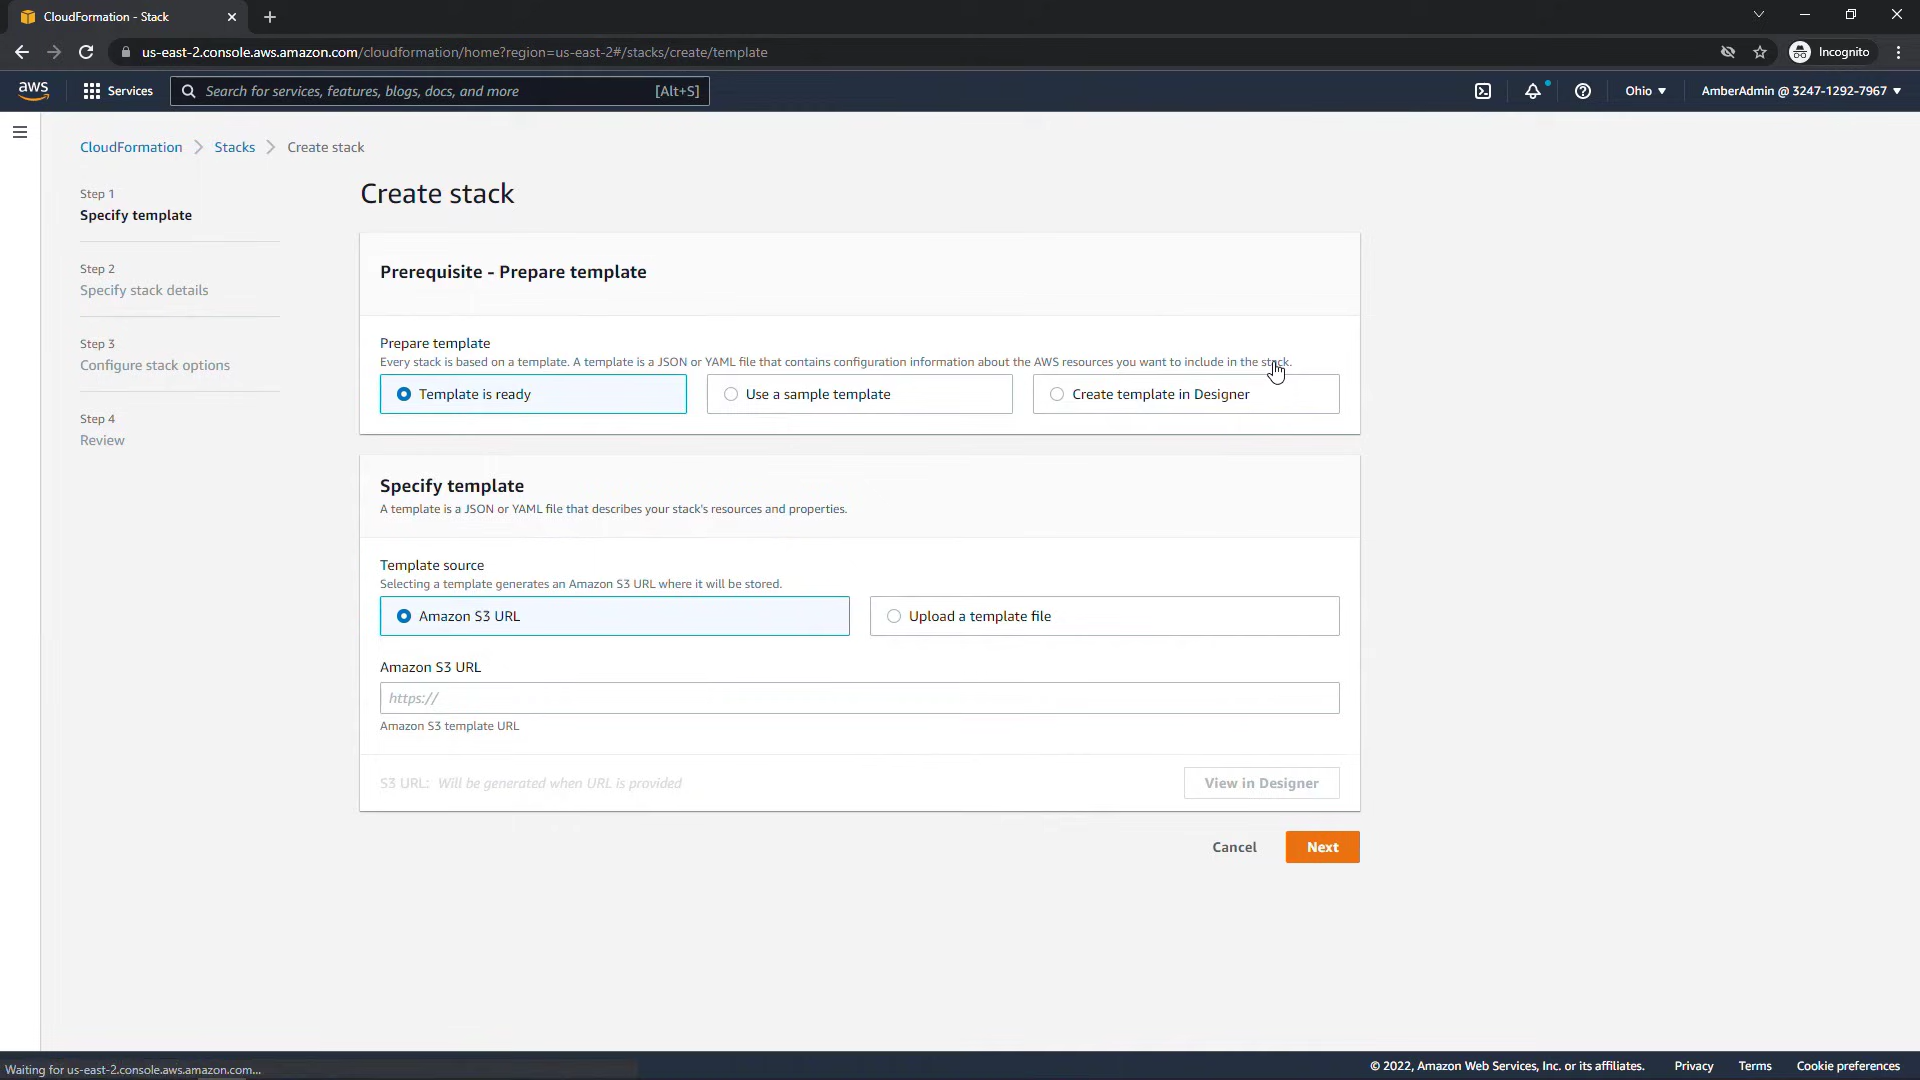 CloudFormation - Stack
us-east-2.console.aws.amazon.com/cloudformation/home?region=us-east-2#/stacks/create/template
Incognito
aws
Services
Search for services, features, blogs, docs, and more
[Alt+S]
Ohio
AmberAdmin @ 3247-1292-7967
CloudFormation
Stacks
Create stack
Step 1
Specify template
Step 2
Specify stack details
Step 3
Configure stack options
Step 4
Review
Create stack
Prerequisite - Prepare template
Prepare template
Every stack is based on a template. A template is a JSON or YAML file that contains configuration information about the AWS resources you want to include in the stack.
Template is ready
Use a sample template
Create template in Designer
Specify template
A template is a JSON or YAML file that describes your stack's resources and properties.
Template source
Selecting a template generates an Amazon S3 URL where it will be stored.
Amazon S3 URL
Upload a template file
Amazon S3 URL
https://
Amazon S3 template URL
S3 URL: Will be generated when URL is provided
View in Designer
Cancel
Next
Waiting for us-east-2.console.aws.amazon.com...
© 2022, Amazon Web Services, Inc. or its affiliates.
Privacy
Terms
Cookie preferences